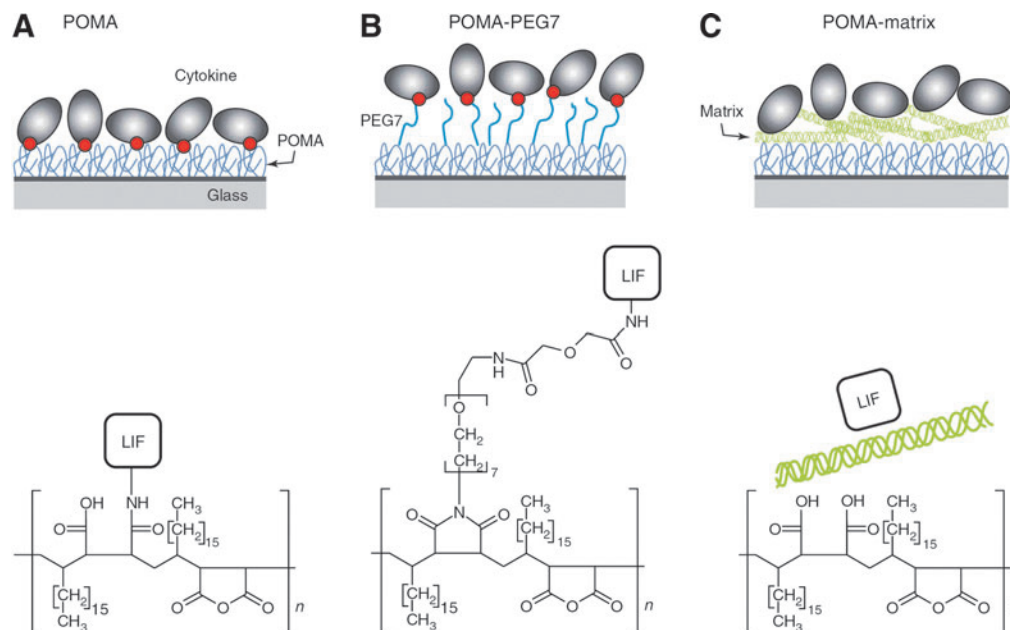 A POMA
B POMA-PEG7
C POMA-matrix
Cytokine
POMA
Glass
PEG7
Matrix
LIF
OH
NH
O
O
CH3
[CH2]15
[CH2]15
CH3
O
O
O
n
LIF
NH
O
O
N
H
O
O
CH2
CH2
7
N
O
O
CH3
[CH2]15
[CH2]15
CH3
O
O
O
n
LIF
OH
OH
O
O
CH3
[CH2]15
[CH2]15
CH3
O
O
O
n